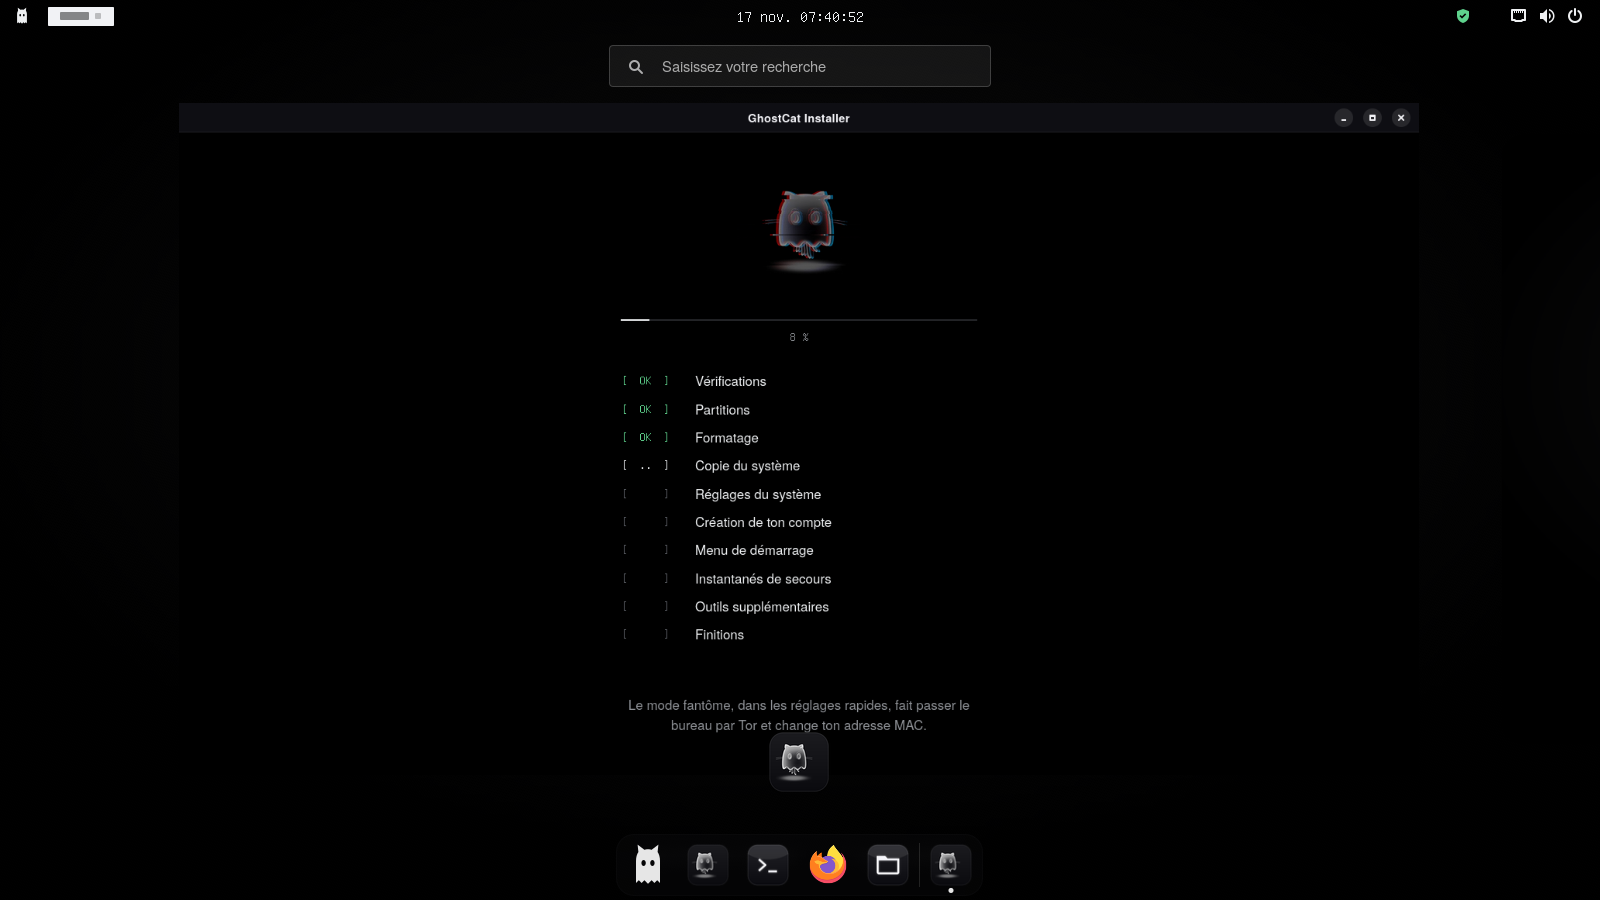 17 nov. 07:40:52
Saisissez votre recherche
GhostCat Installer
8 %
[ OK ] Vérifications
[ OK ] Partitions
[ OK ] Formatage
[ .. ] Copie du système
[ ] Réglages du système
[ ] Création de ton compte
[ ] Menu de démarrage
[ ] Instantanés de secours
[ ] Outils supplémentaires
[ ] Finitions
Le mode fantôme, dans les réglages rapides, fait passer le
bureau par Tor et change ton adresse MAC.